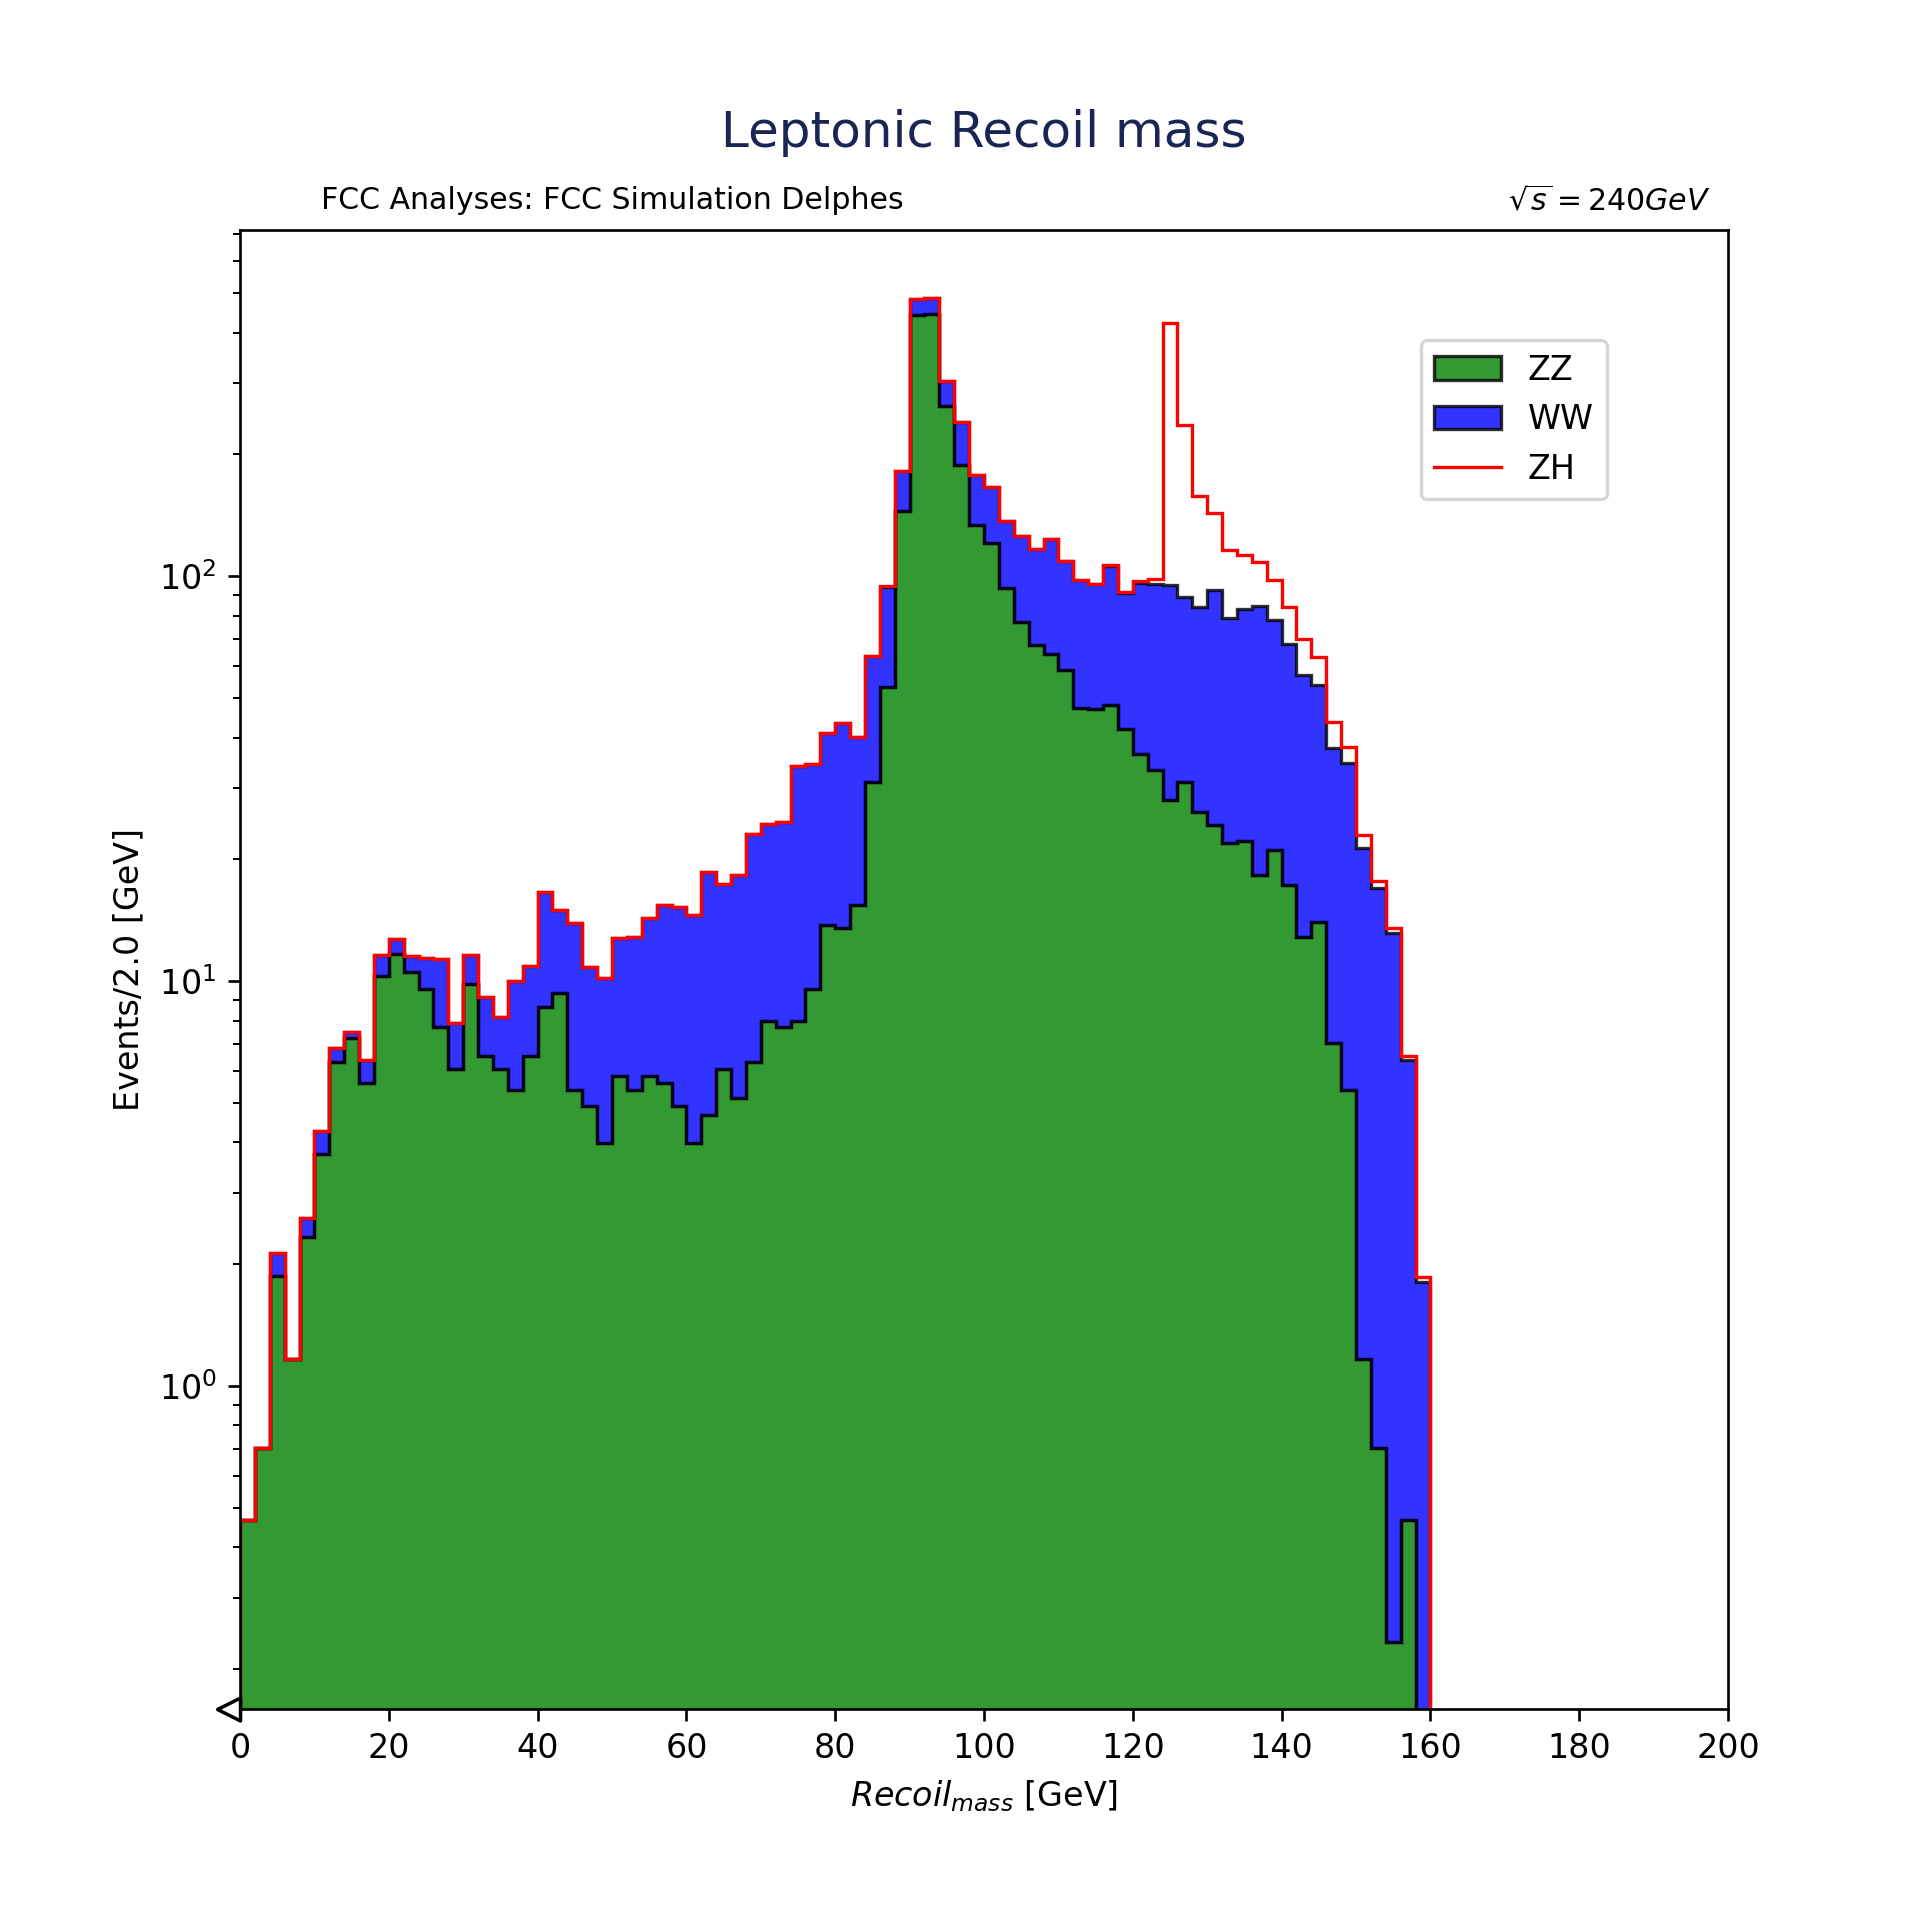 Leptonic Recoil mass
FCC Analyses: FCC Simulation Delphes
√s = 240GeV
ZZ
WW
ZH
Events/2.0 [GeV]
10²
10¹
10⁰
0 20 40 60 80 100 120 140 160 180 200
Recoil_mass [GeV]